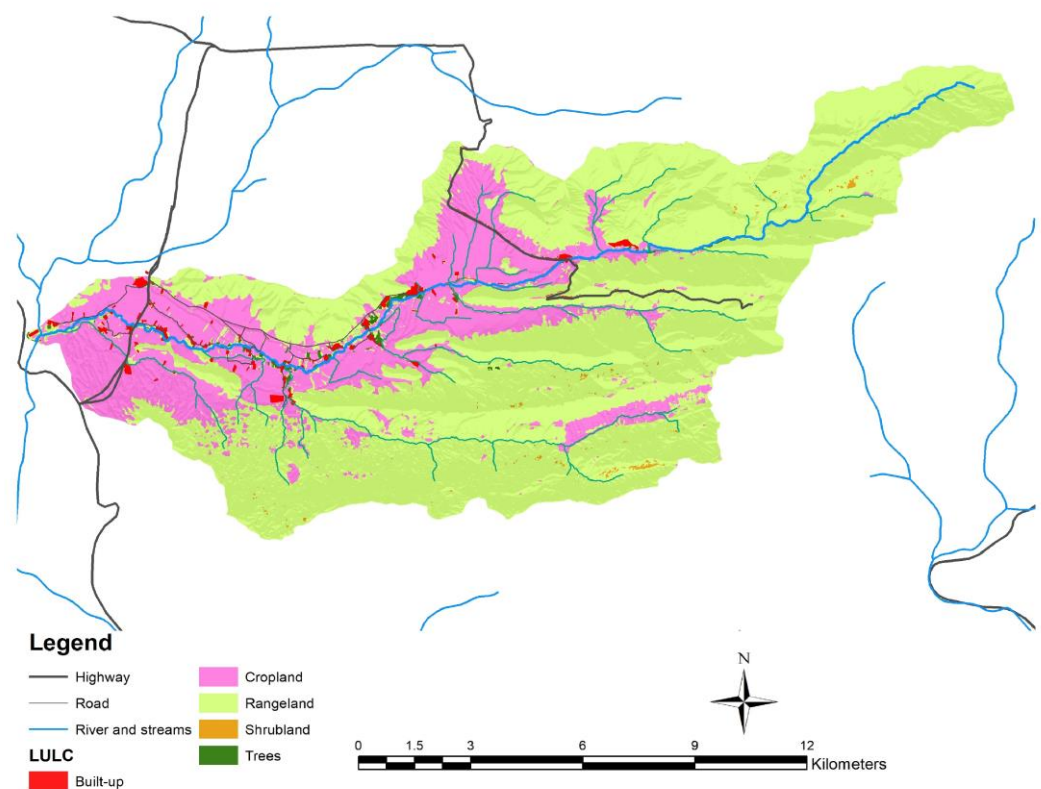 Legend
Highway
Road
River and streams
LULC
Built-up
Cropland
Rangeland
Shrubland
Trees
N
0 1.5 3 6 9 12
Kilometers